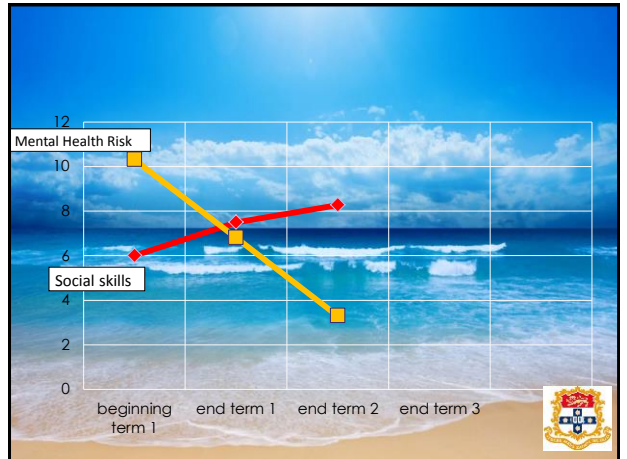 12
Mental Health Risk
10
8
6
Social skills
4
2
0
beginning term 1
end term 1
end term 2
end term 3